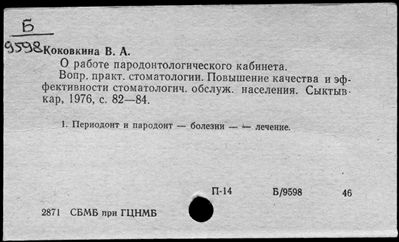 Б
9598
Коковкина В. А.
О работе пародонтологического кабинета.
Вопр. практ. стоматологии. Повышение качества и эф-
фективности стоматологич. обслуж. населения. Сыктыв-
кар, 1976, с. 82—84.
1. Периодонт и пародонт — болезни — — лечение.
П-14 Б/9598 46
2871 СБМБ при ГЦНМБ